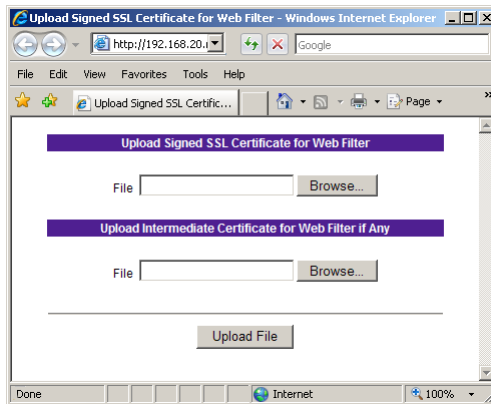 Upload Signed SSL Certificate for Web Filter - Windows Internet Explorer
http://192.168.20.
Google
File Edit View Favorites Tools Help
Upload Signed SSL Certific... Page
Upload Signed SSL Certificate for Web Filter
File Browse...
Upload Intermediate Certificate for Web Filter if Any
File Browse...
Upload File
Done Internet 100%